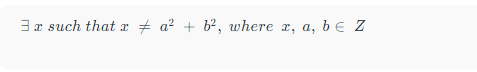 ∃ x such that x ≠ a² + b², where x, a, b ∈ Z